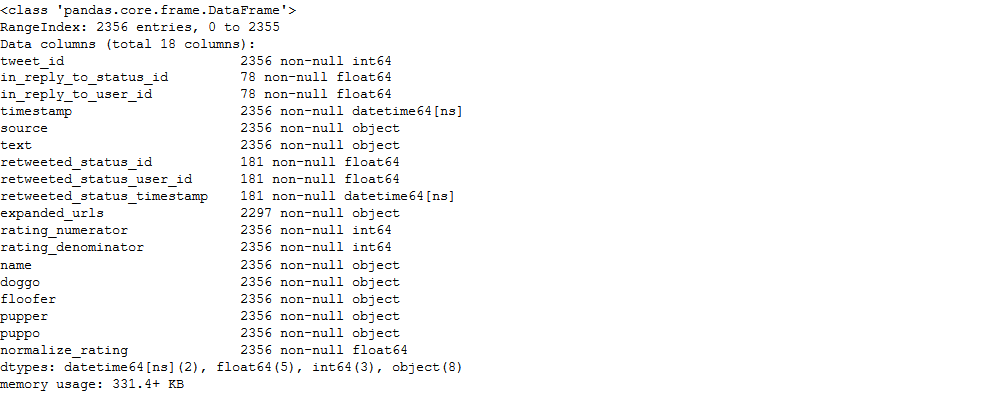 <class 'pandas.core.frame.DataFrame'>
RangeIndex: 2356 entries, 0 to 2355
Data columns (total 18 columns):
tweet_id                      2356 non-null int64
in_reply_to_status_id         78 non-null float64
in_reply_to_user_id           78 non-null float64
timestamp                     2356 non-null datetime64[ns]
source                        2356 non-null object
text                          2356 non-null object
retweeted_status_id           181 non-null float64
retweeted_status_user_id      181 non-null float64
retweeted_status_timestamp    181 non-null datetime64[ns]
expanded_urls                 2297 non-null object
rating_numerator              2356 non-null int64
rating_denominator            2356 non-null int64
name                          2356 non-null object
doggo                         2356 non-null object
floofer                       2356 non-null object
pupper                        2356 non-null object
puppo                         2356 non-null object
normalize_rating              2356 non-null float64
dtypes: datetime64[ns](2), float64(5), int64(3), object(8)
memory usage: 331.4+ KB